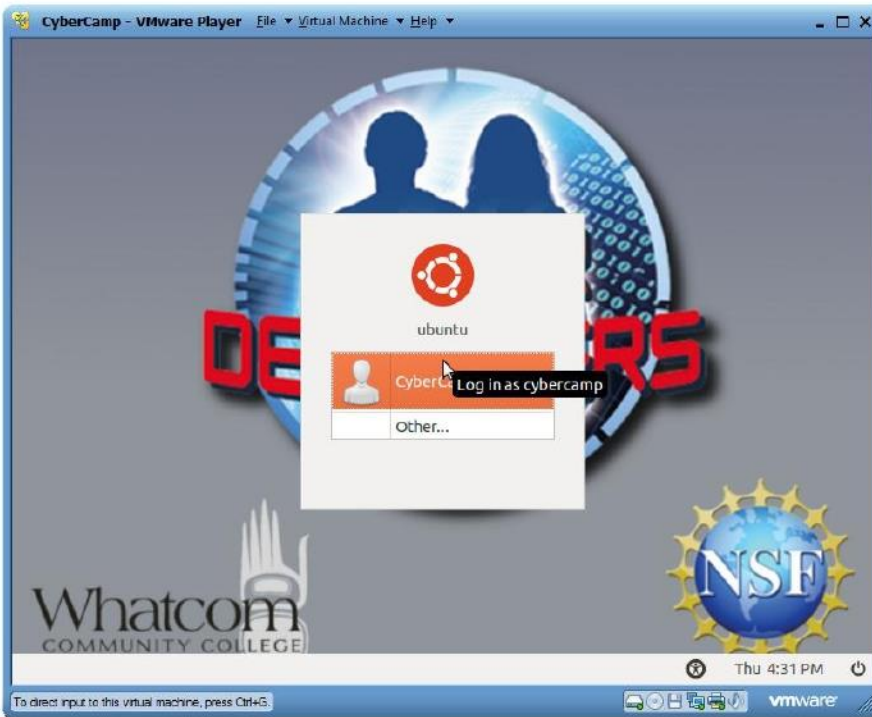 CyberCamp - VMware Player File Virtual Machine Help
ubuntu
Log in as cybercamp
Other...
NSF
Whatcom
COMMUNITY COLLEGE
Thu 4:31 PM
To direct input to this virtual machine, press Ctrl+G.
vmware